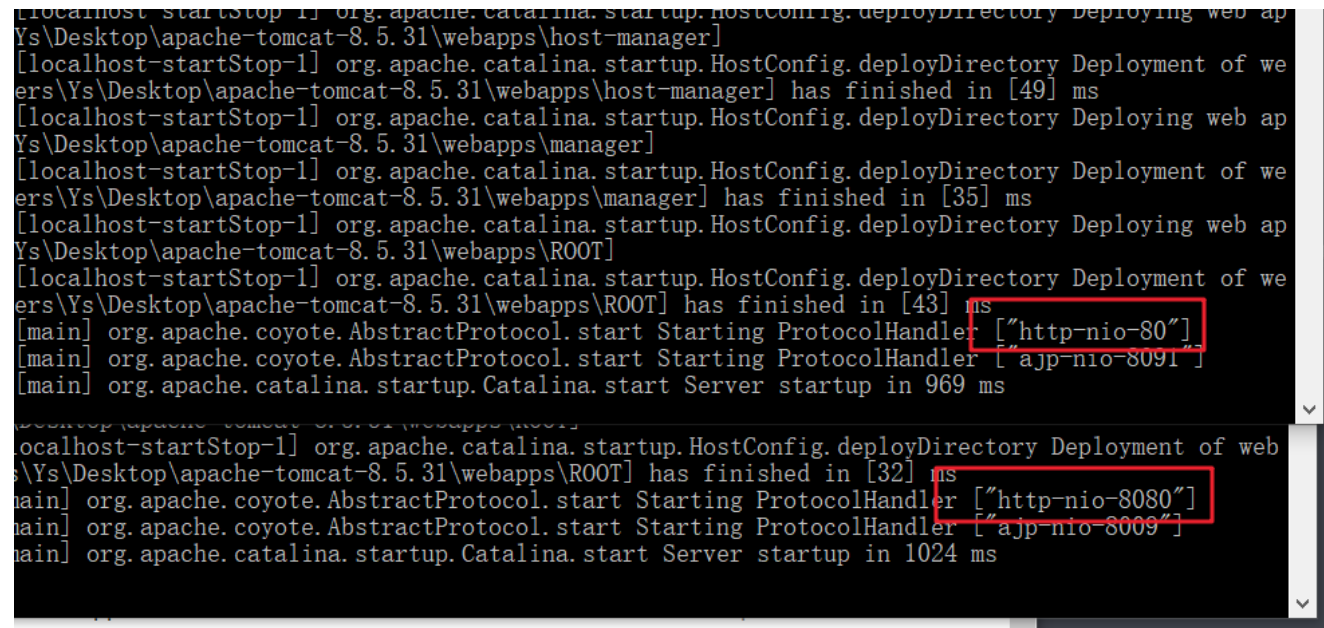 [localhost-startStop-1] org.apache.catalina.startup.HostConfig.deployDirectory Deploying web ap
Ys\Desktop\apache-tomcat-8.5.31\webapps\host-manager]
[localhost-startStop-1] org.apache.catalina.startup.HostConfig.deployDirectory Deployment of we
ers\Ys\Desktop\apache-tomcat-8.5.31\webapps\host-manager] has finished in [49] ms
[localhost-startStop-1] org.apache.catalina.startup.HostConfig.deployDirectory Deploying web ap
Ys\Desktop\apache-tomcat-8.5.31\webapps\manager]
[localhost-startStop-1] org.apache.catalina.startup.HostConfig.deployDirectory Deployment of we
ers\Ys\Desktop\apache-tomcat-8.5.31\webapps\manager] has finished in [35] ms
[localhost-startStop-1] org.apache.catalina.startup.HostConfig.deployDirectory Deploying web ap
Ys\Desktop\apache-tomcat-8.5.31\webapps\ROOT]
[localhost-startStop-1] org.apache.catalina.startup.HostConfig.deployDirectory Deployment of we
ers\Ys\Desktop\apache-tomcat-8.5.31\webapps\ROOT] has finished in [43] ms
[main] org.apache.coyote.AbstractProtocol.start Starting ProtocolHandler ["http-nio-80"]
[main] org.apache.coyote.AbstractProtocol.start Starting ProtocolHandler ["ajp-nio-8091"]
[main] org.apache.catalina.startup.Catalina.start Server startup in 969 ms
\Desktop\apache-tomcat-8.5.31\webapps\ROOT]
ocalhost-startStop-1] org.apache.catalina.startup.HostConfig.deployDirectory Deployment of web
s\Ys\Desktop\apache-tomcat-8.5.31\webapps\ROOT] has finished in [32] ms
main] org.apache.coyote.AbstractProtocol.start Starting ProtocolHandler ["http-nio-8080"]
main] org.apache.coyote.AbstractProtocol.start Starting ProtocolHandler ["ajp-nio-8009"]
main] org.apache.catalina.startup.Catalina.start Server startup in 1024 ms